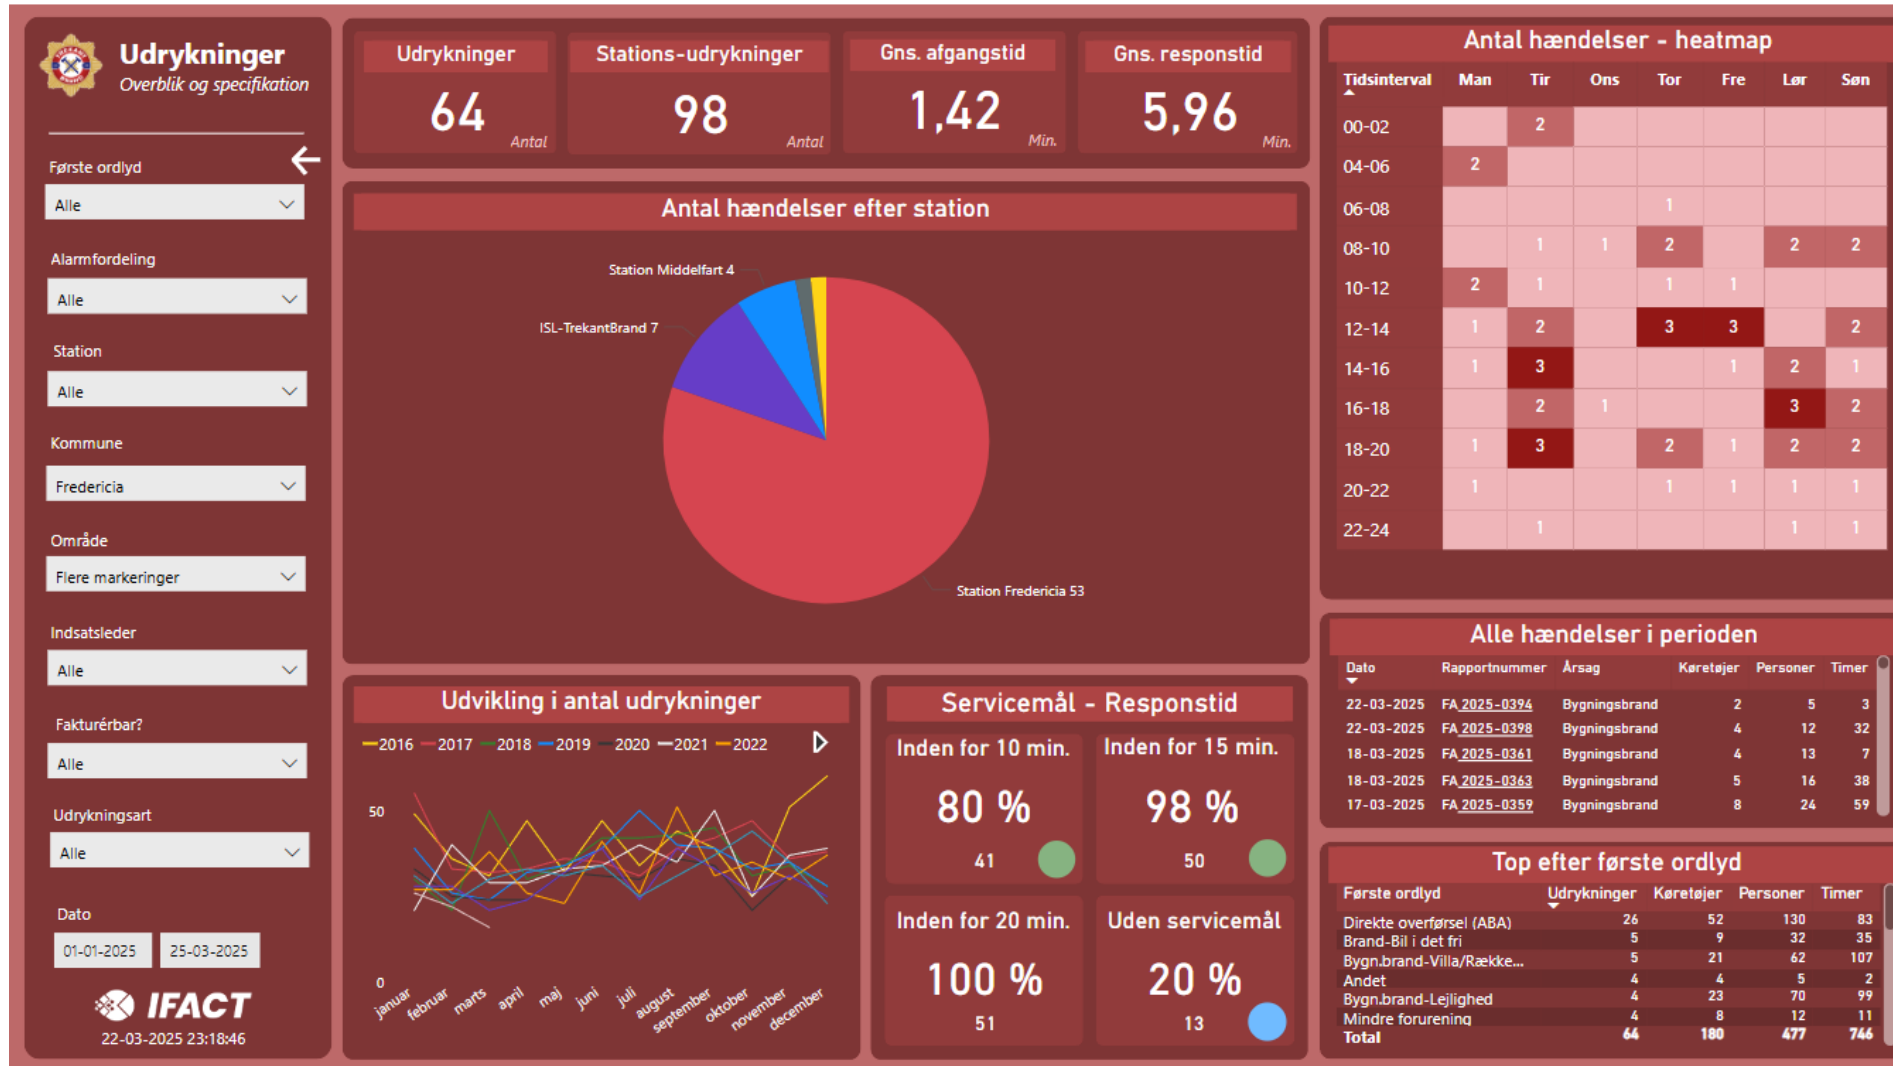 Udrykninger
Overblik og specifikation
Første ordlyd
Alle
Alarmfordeling
Alle
Station
Alle
Kommune
Fredericia
Område
Flere markeringer
Indsatsleder
Alle
Fakturérbar?
Alle
Udrykningsart
Alle
Dato
01-01-2025 25-03-2025
IFACT
22-03-2025 23:18:46
Udrykninger
64
Antal
Stations-udrykninger
98
Antal
Gns. afgangstid
1,42
Min.
Gns. responstid
5,96
Min.
Antal hændelser efter station
Station Middelfart 4
ISL-TrekantBrand 7
Station Fredericia 53
Udvikling i antal udrykninger
2016 2017 2018 2019 2020 2021 2022
50
0
januar februar marts april maj juni juli august september oktober november december
Servicemål - Responstid
Inden for 10 min.
80 %
41
Inden for 15 min.
98 %
50
Inden for 20 min.
100 %
51
Uden servicemål
20 %
13
Antal hændelser - heatmap
Tidsinterval Man Tir Ons Tor Fre Lør Søn
00-02 2
04-06 2
06-08 1
08-10 1 1 2 2 2
10-12 2 1 1 1
12-14 1 2 3 3 2
14-16 1 3 1 2 1
16-18 2 1 3 2
18-20 1 3 2 1 2 2
20-22 1 1 1 1 1
22-24 1 1 1
Alle hændelser i perioden
Dato Rapportnummer Årsag Køretøjer Personer Timer
22-03-2025 FA 2025-0394 Bygningsbrand 2 5 3
22-03-2025 FA 2025-0398 Bygningsbrand 4 12 32
18-03-2025 FA 2025-0361 Bygningsbrand 4 13 7
18-03-2025 FA 2025-0363 Bygningsbrand 5 16 38
17-03-2025 FA 2025-0359 Bygningsbrand 8 24 59
Top efter første ordlyd
Første ordlyd Udrykninger Køretøjer Personer Timer
Direkte overførsel (ABA) 26 52 130 83
Brand-Bil i det fri 5 9 32 35
Bygn.brand-Villa/Række... 5 21 62 107
Andet 4 4 5 2
Bygn.brand-Lejlighed 4 23 70 99
Mindre forurening 4 8 12 11
Total 64 180 477 746